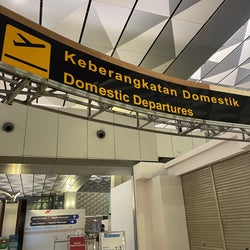 Keberangkatan Domestik
Domestic Departures